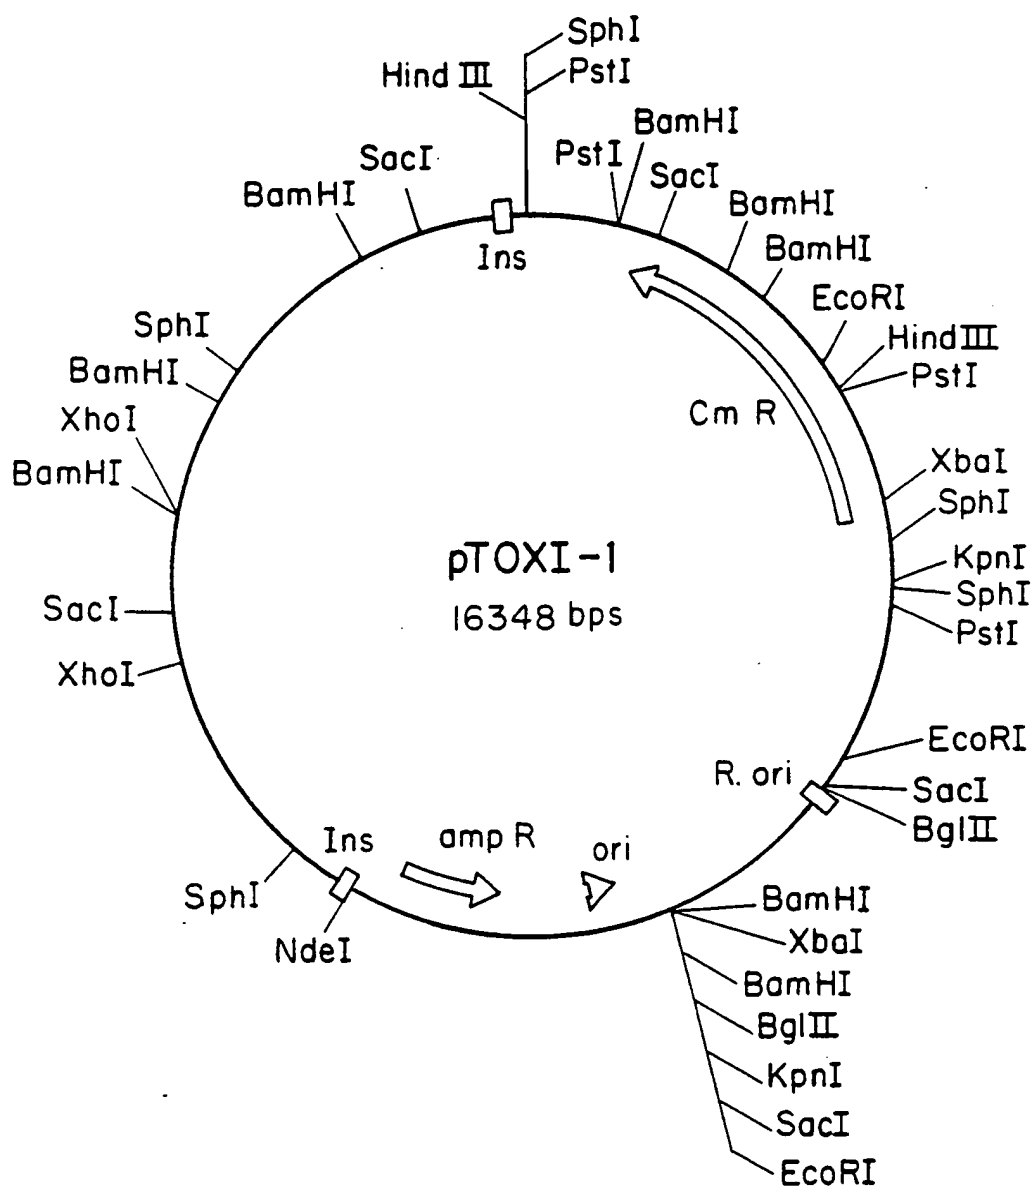 SphI
Hind III
PstI
BamHI
PstI
SacI
SacI
BamHI
BamHI
BamHI
Ins
EcoRI
SphI
HindIII
BamHI
PstI
XhoI
Cm R
BamHI
XbaI
SphI
pTOXI-1
KpnI
SphI
SacI
16348 bps
PstI
XhoI
EcoRI
R. ori
SacI
BglII
Ins
amp R
ori
SphI
BamHI
NdeI
XbaI
BamHI
BglII
KpnI
SacI
EcoRI